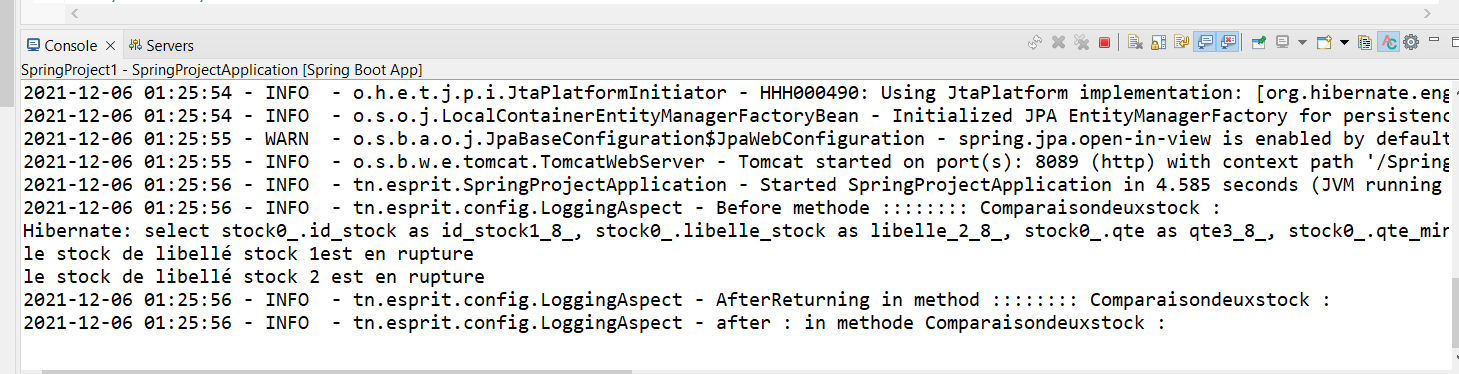 Console
Servers
SpringProject1 - SpringProjectApplication [Spring Boot App]
2021-12-06 01:25:54 - INFO  - o.h.e.t.j.p.i.JtaPlatformInitiator - HHH000490: Using JtaPlatform implementation: [org.hibernate.eng
2021-12-06 01:25:54 - INFO  - o.s.o.j.LocalContainerEntityManagerFactoryBean - Initialized JPA EntityManagerFactory for persistenc
2021-12-06 01:25:55 - WARN  - o.s.b.a.o.j.JpaBaseConfiguration$JpaWebConfiguration - spring.jpa.open-in-view is enabled by default
2021-12-06 01:25:55 - INFO  - o.s.b.w.e.tomcat.TomcatWebServer - Tomcat started on port(s): 8089 (http) with context path '/Spring
2021-12-06 01:25:56 - INFO  - tn.esprit.SpringProjectApplication - Started SpringProjectApplication in 4.585 seconds (JVM running
2021-12-06 01:25:56 - INFO  - tn.esprit.config.LoggingAspect - Before methode :::::::: Comparaisondeuxstock :
Hibernate: select stock0_.id_stock as id_stock1_8_, stock0_.libelle_stock as libelle_2_8_, stock0_.qte as qte3_8_, stock0_.qte_min
le stock de libellé stock 1est en rupture
le stock de libellé stock 2 est en rupture
2021-12-06 01:25:56 - INFO  - tn.esprit.config.LoggingAspect - AfterReturning in method :::::::: Comparaisondeuxstock :
2021-12-06 01:25:56 - INFO  - tn.esprit.config.LoggingAspect - after : in methode Comparaisondeuxstock :